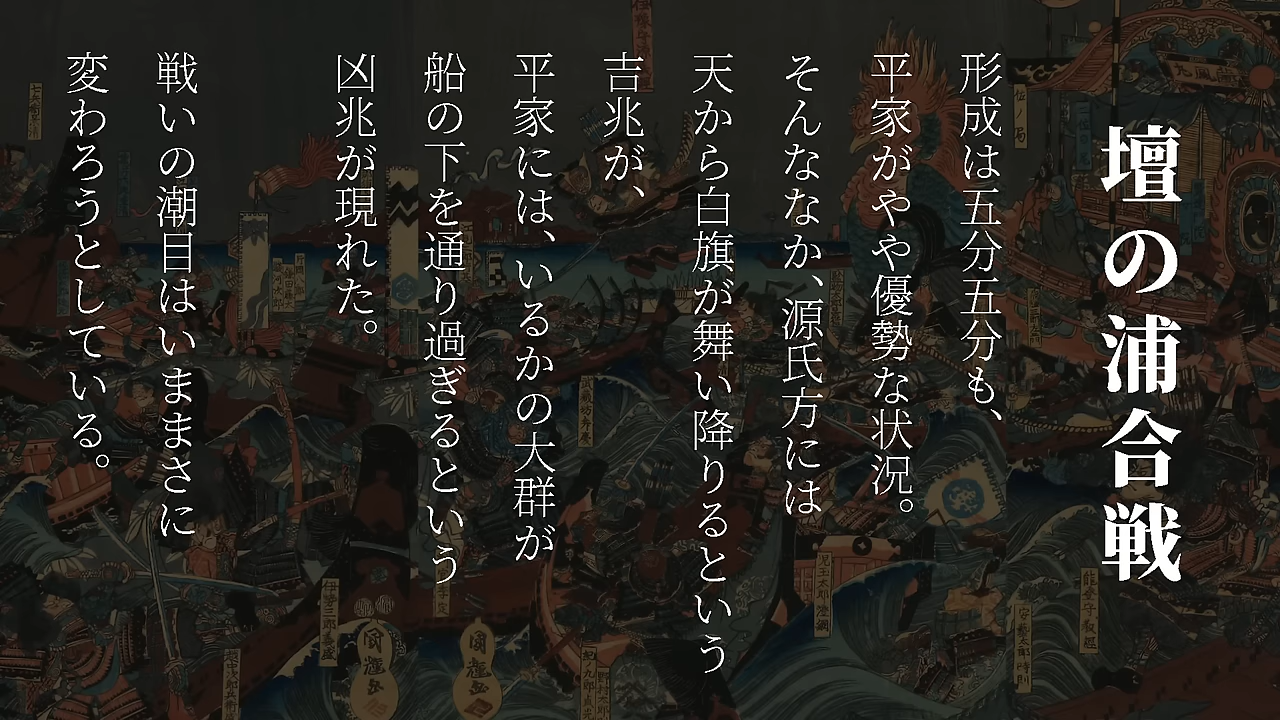 壇の浦合戦
形成は五分五分も、
平家がやや優勢な状況。
そんななか、源氏方には
天から白旗が舞い降りるという
吉兆が、
平家には、いるかの大群が
船の下を通り過ぎるという
凶兆が現れた。
戦いの潮目はいままさに
変わろうとしている。